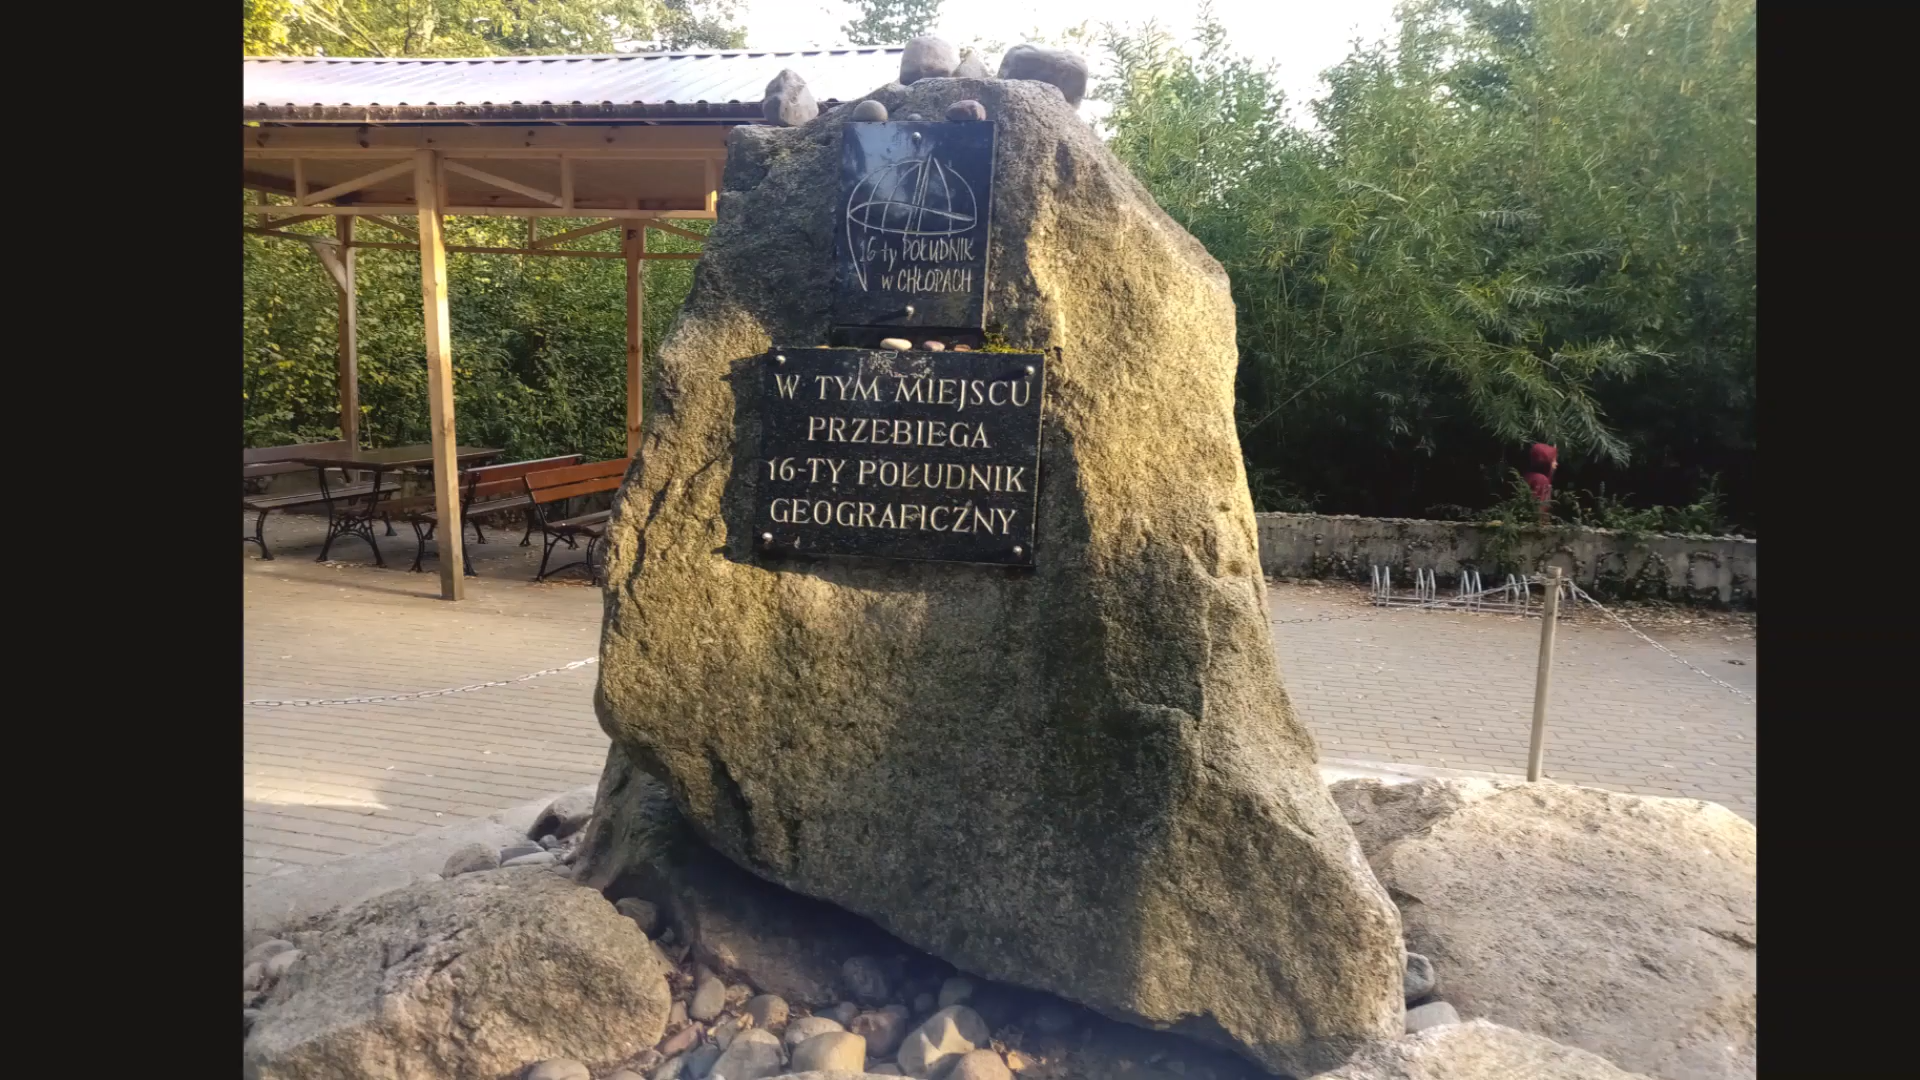 16-ty POŁUDNIK
w CHŁOPACH
W TYM MIEJSCU
PRZEBIEGA
16-TY POŁUDNIK
GEOGRAFICZNY